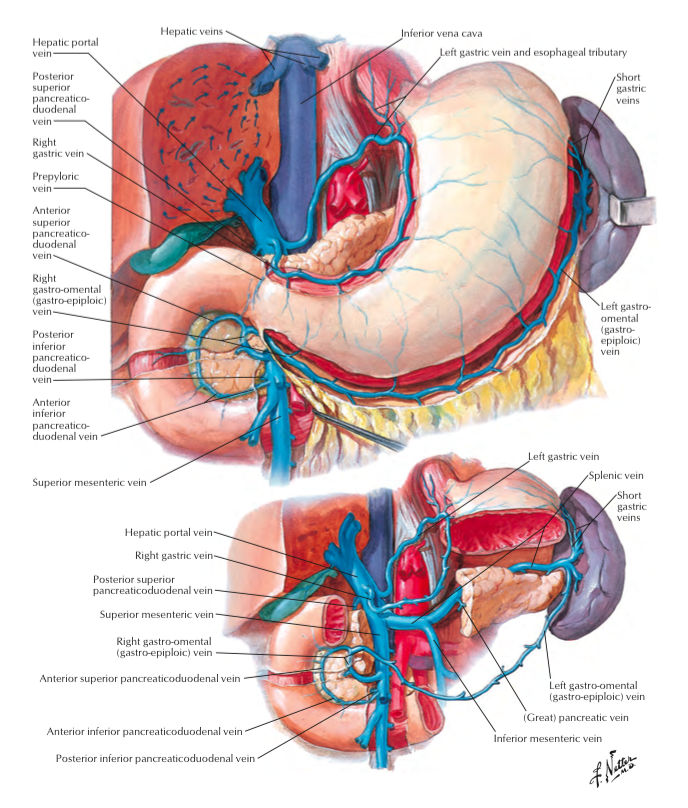 Hepatic veins
Inferior vena cava
Left gastric vein and esophageal tributary
Hepatic portal
vein
Posterior
superior
pancreatico-
duodenal
vein
Right
gastric vein
Prepyloric
vein
Anterior
superior
pancreatico-
duodenal
vein
Right
gastro-omental
(gastro-epiploic)
vein
Posterior
inferior
pancreatico-
duodenal
vein
Anterior
inferior
pancreatico-
duodenal vein
Superior mesenteric vein
Short
gastric
veins
Left gastro-
omental
(gastro-
epiploic)
vein
Left gastric vein
Splenic vein
Short
gastric
veins
Hepatic portal vein
Right gastric vein
Posterior superior
pancreaticoduodenal vein
Superior mesenteric vein
Right gastro-omental
(gastro-epiploic) vein
Anterior superior pancreaticoduodenal vein
Anterior inferior pancreaticoduodenal vein
Posterior inferior pancreaticoduodenal vein
Left gastro-omental
(gastro-epiploic) vein
(Great) pancreatic vein
Inferior mesenteric vein
F. Netter
M.D.